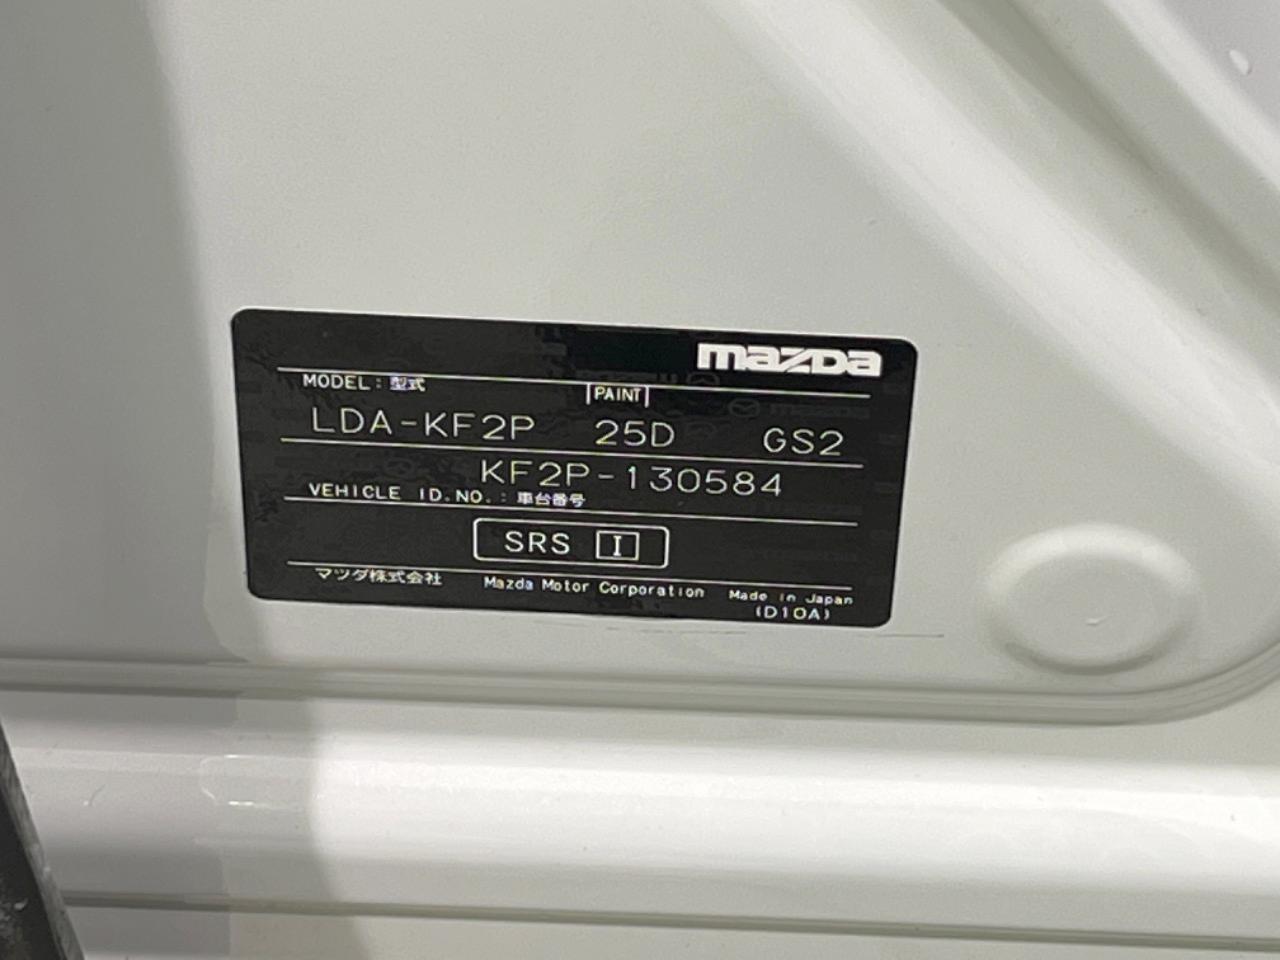 mazda
MODEL: 型式 PAINT
LDA-KF2P 25D GS2
KF2P-130584
VEHICLE ID.NO.: 車台番号
SRS I
マツダ株式会社 Mazda Motor Corporation Made in Japan
(D10A)